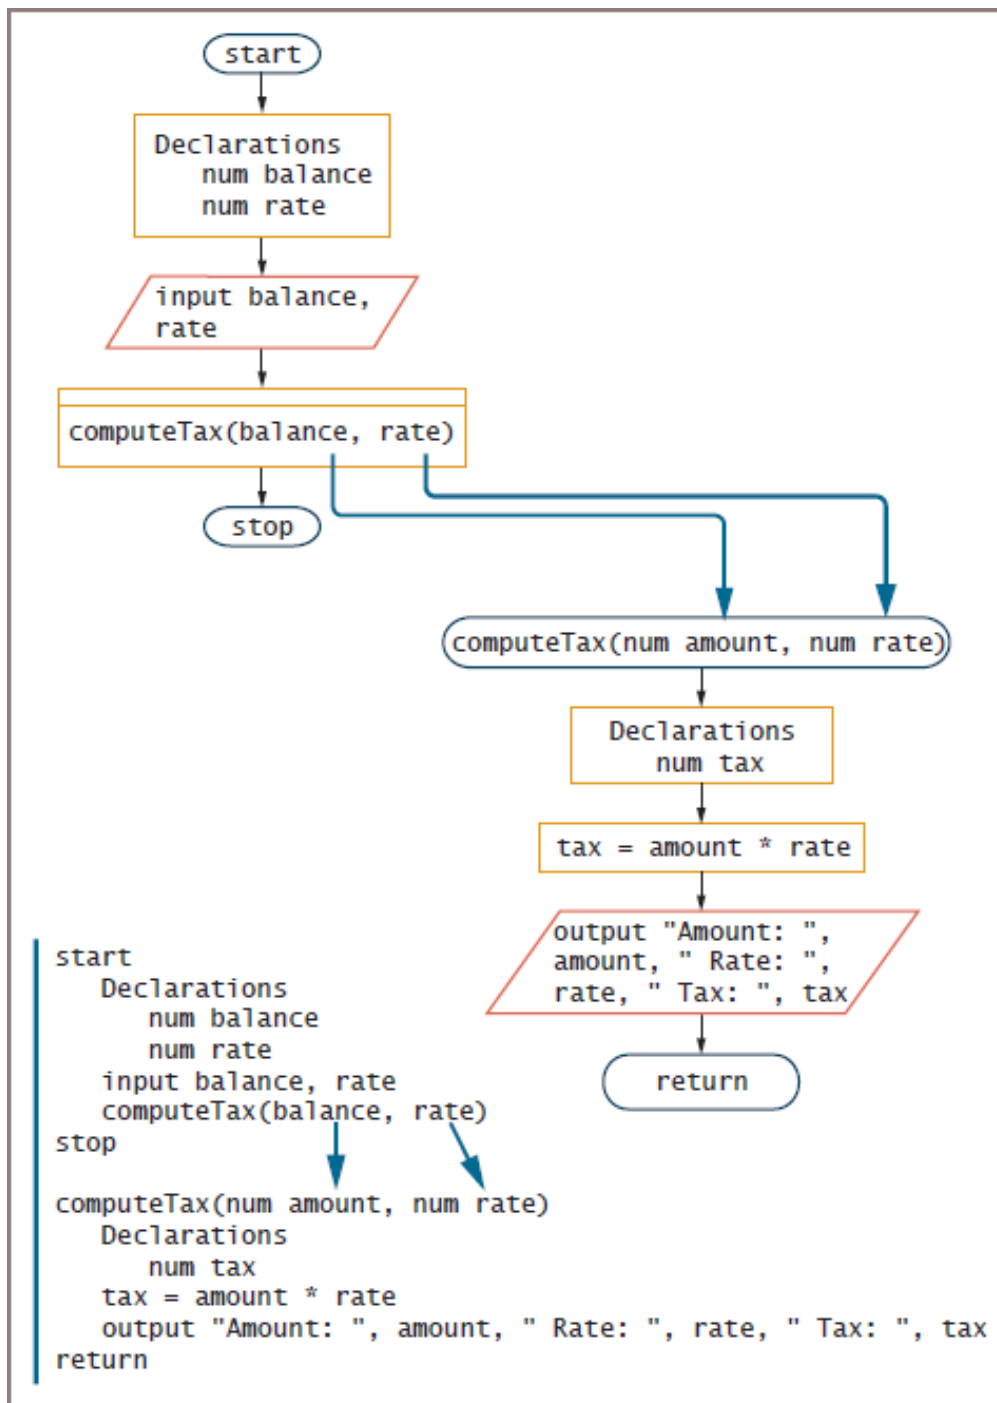 start
Declarations
   num balance
   num rate
input balance,
rate
computeTax(balance, rate)
stop
computeTax(num amount, num rate)
Declarations
   num tax
tax = amount * rate
output "Amount: ",
amount, " Rate: ",
rate, " Tax: ", tax
return
start
   Declarations
      num balance
      num rate
   input balance, rate
   computeTax(balance, rate)
stop
computeTax(num amount, num rate)
   Declarations
      num tax
   tax = amount * rate
   output "Amount: ", amount, " Rate: ", rate, " Tax: ", tax
return